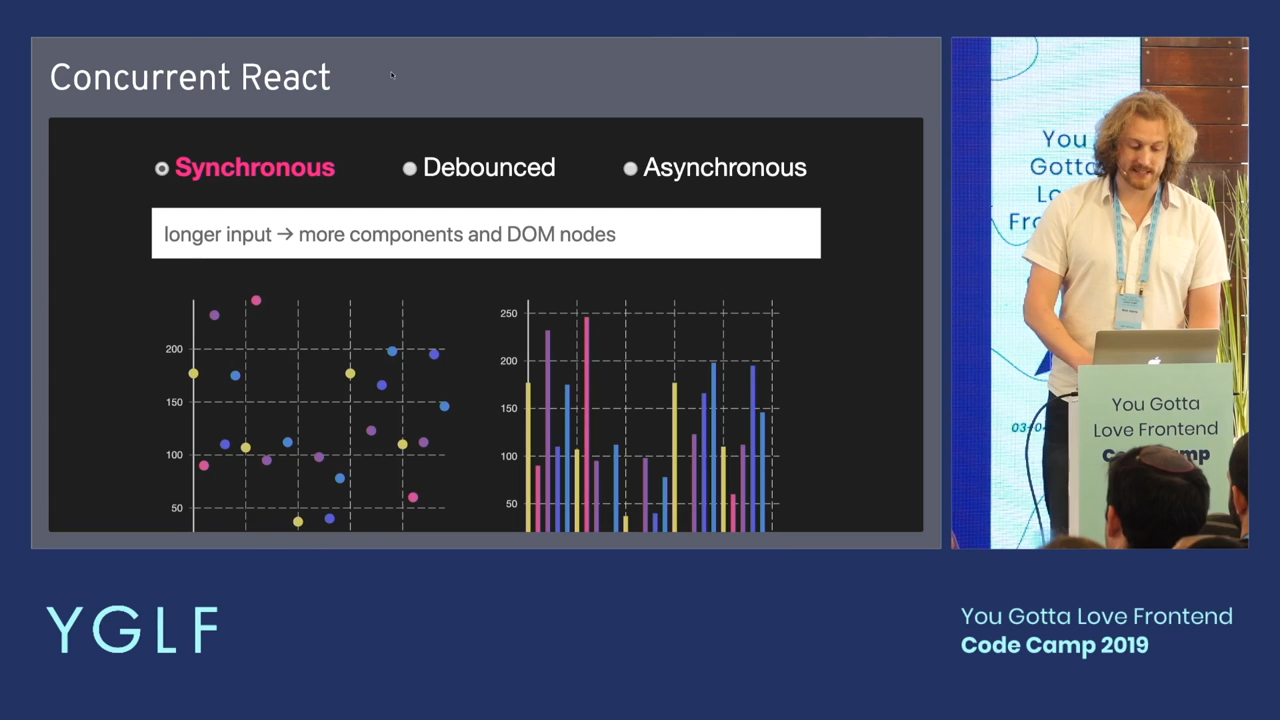 Concurrent React
Synchronous
Debounced
Asynchronous
longer input → more components and DOM nodes
200
150
100
50
250
200
150
100
50
You
Gotta
You Gotta
Love Frontend
YGLF
You Gotta Love Frontend
Code Camp 2019